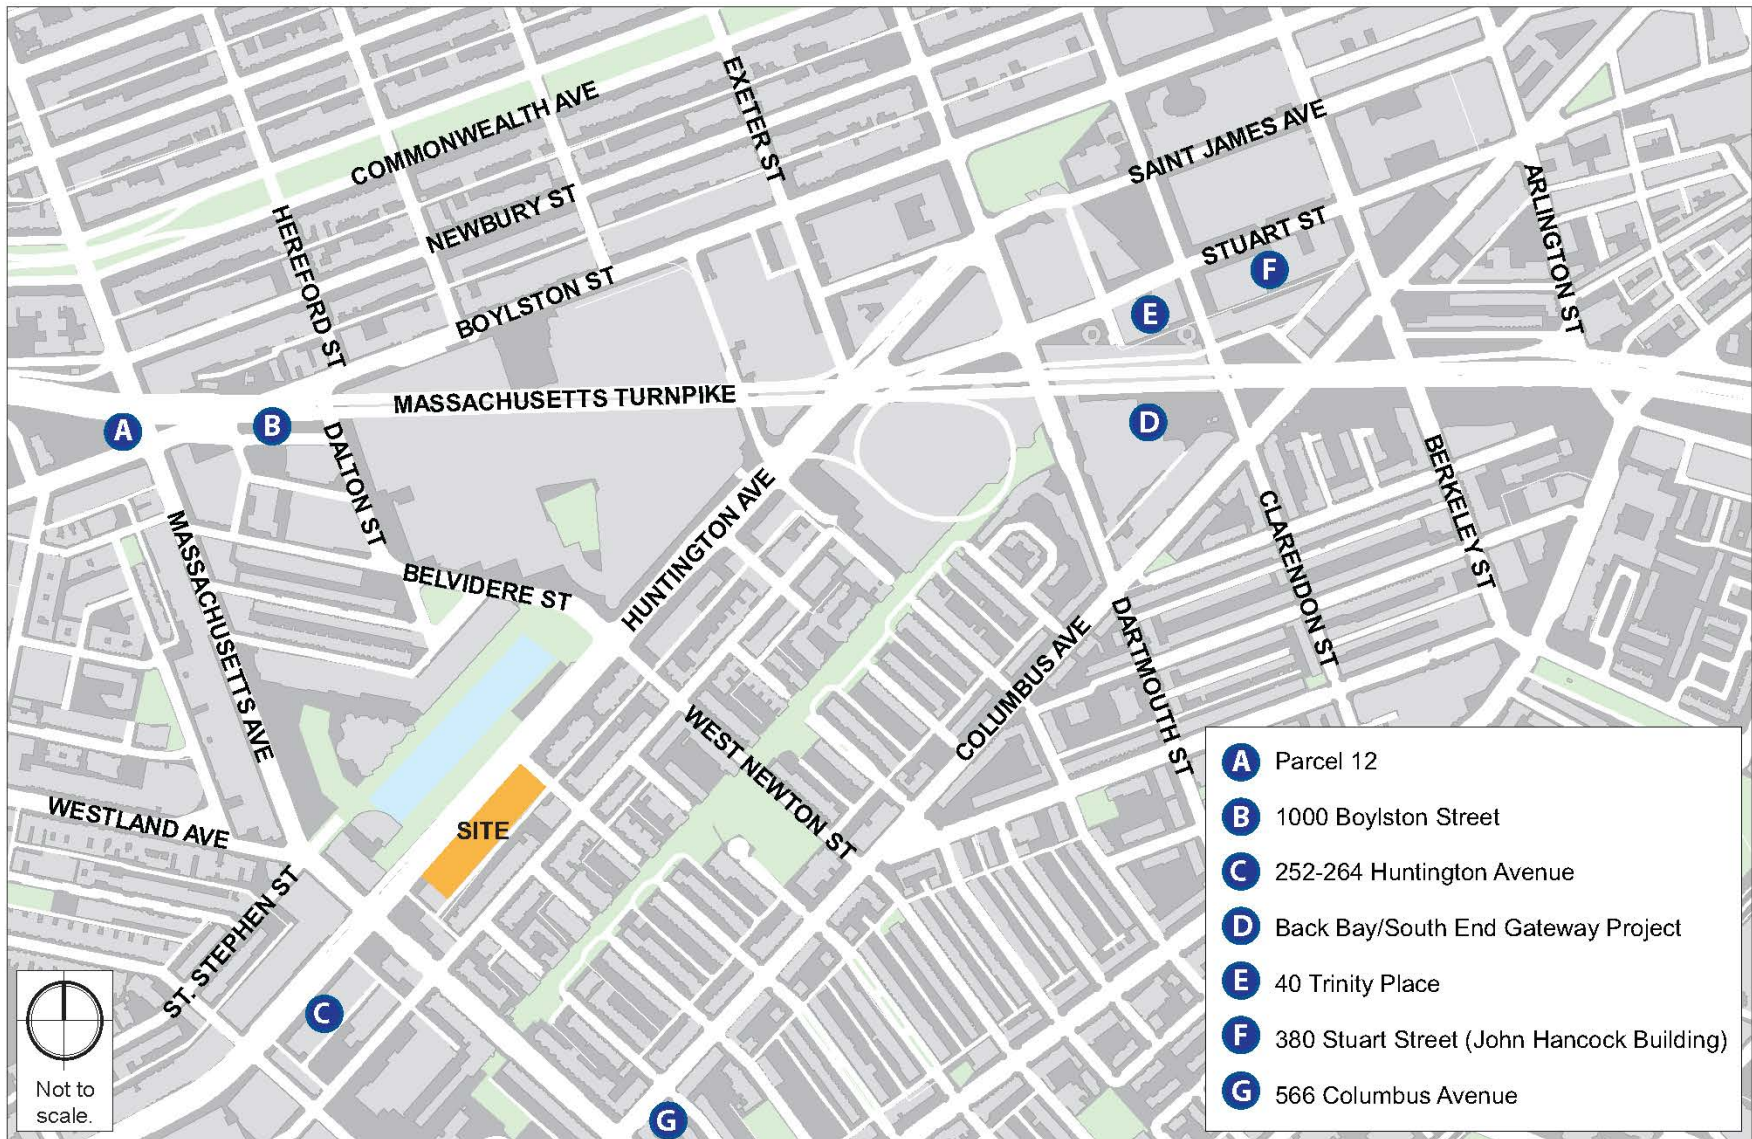 COMMONWEALTH AVE
EXETER ST
SAINT JAMES AVE
NEWBURY ST
HEREFORD ST
ARLINGTON ST
STUART ST
F
BOYLSTON ST
E
MASSACHUSETTS TURNPIKE
A
B
D
DALTON ST
BERKELEY ST
HUNTINGTON AVE
CLARENDON ST
MASSACHUSETTS AVE
BELVIDERE ST
DARTMOUTH ST
COLUMBUS AVE
WEST NEWTON ST
WESTLAND AVE
SITE
ST. STEPHEN ST
C
G
Not to
scale.
A Parcel 12
B 1000 Boylston Street
C 252-264 Huntington Avenue
D Back Bay/South End Gateway Project
E 40 Trinity Place
F 380 Stuart Street (John Hancock Building)
G 566 Columbus Avenue